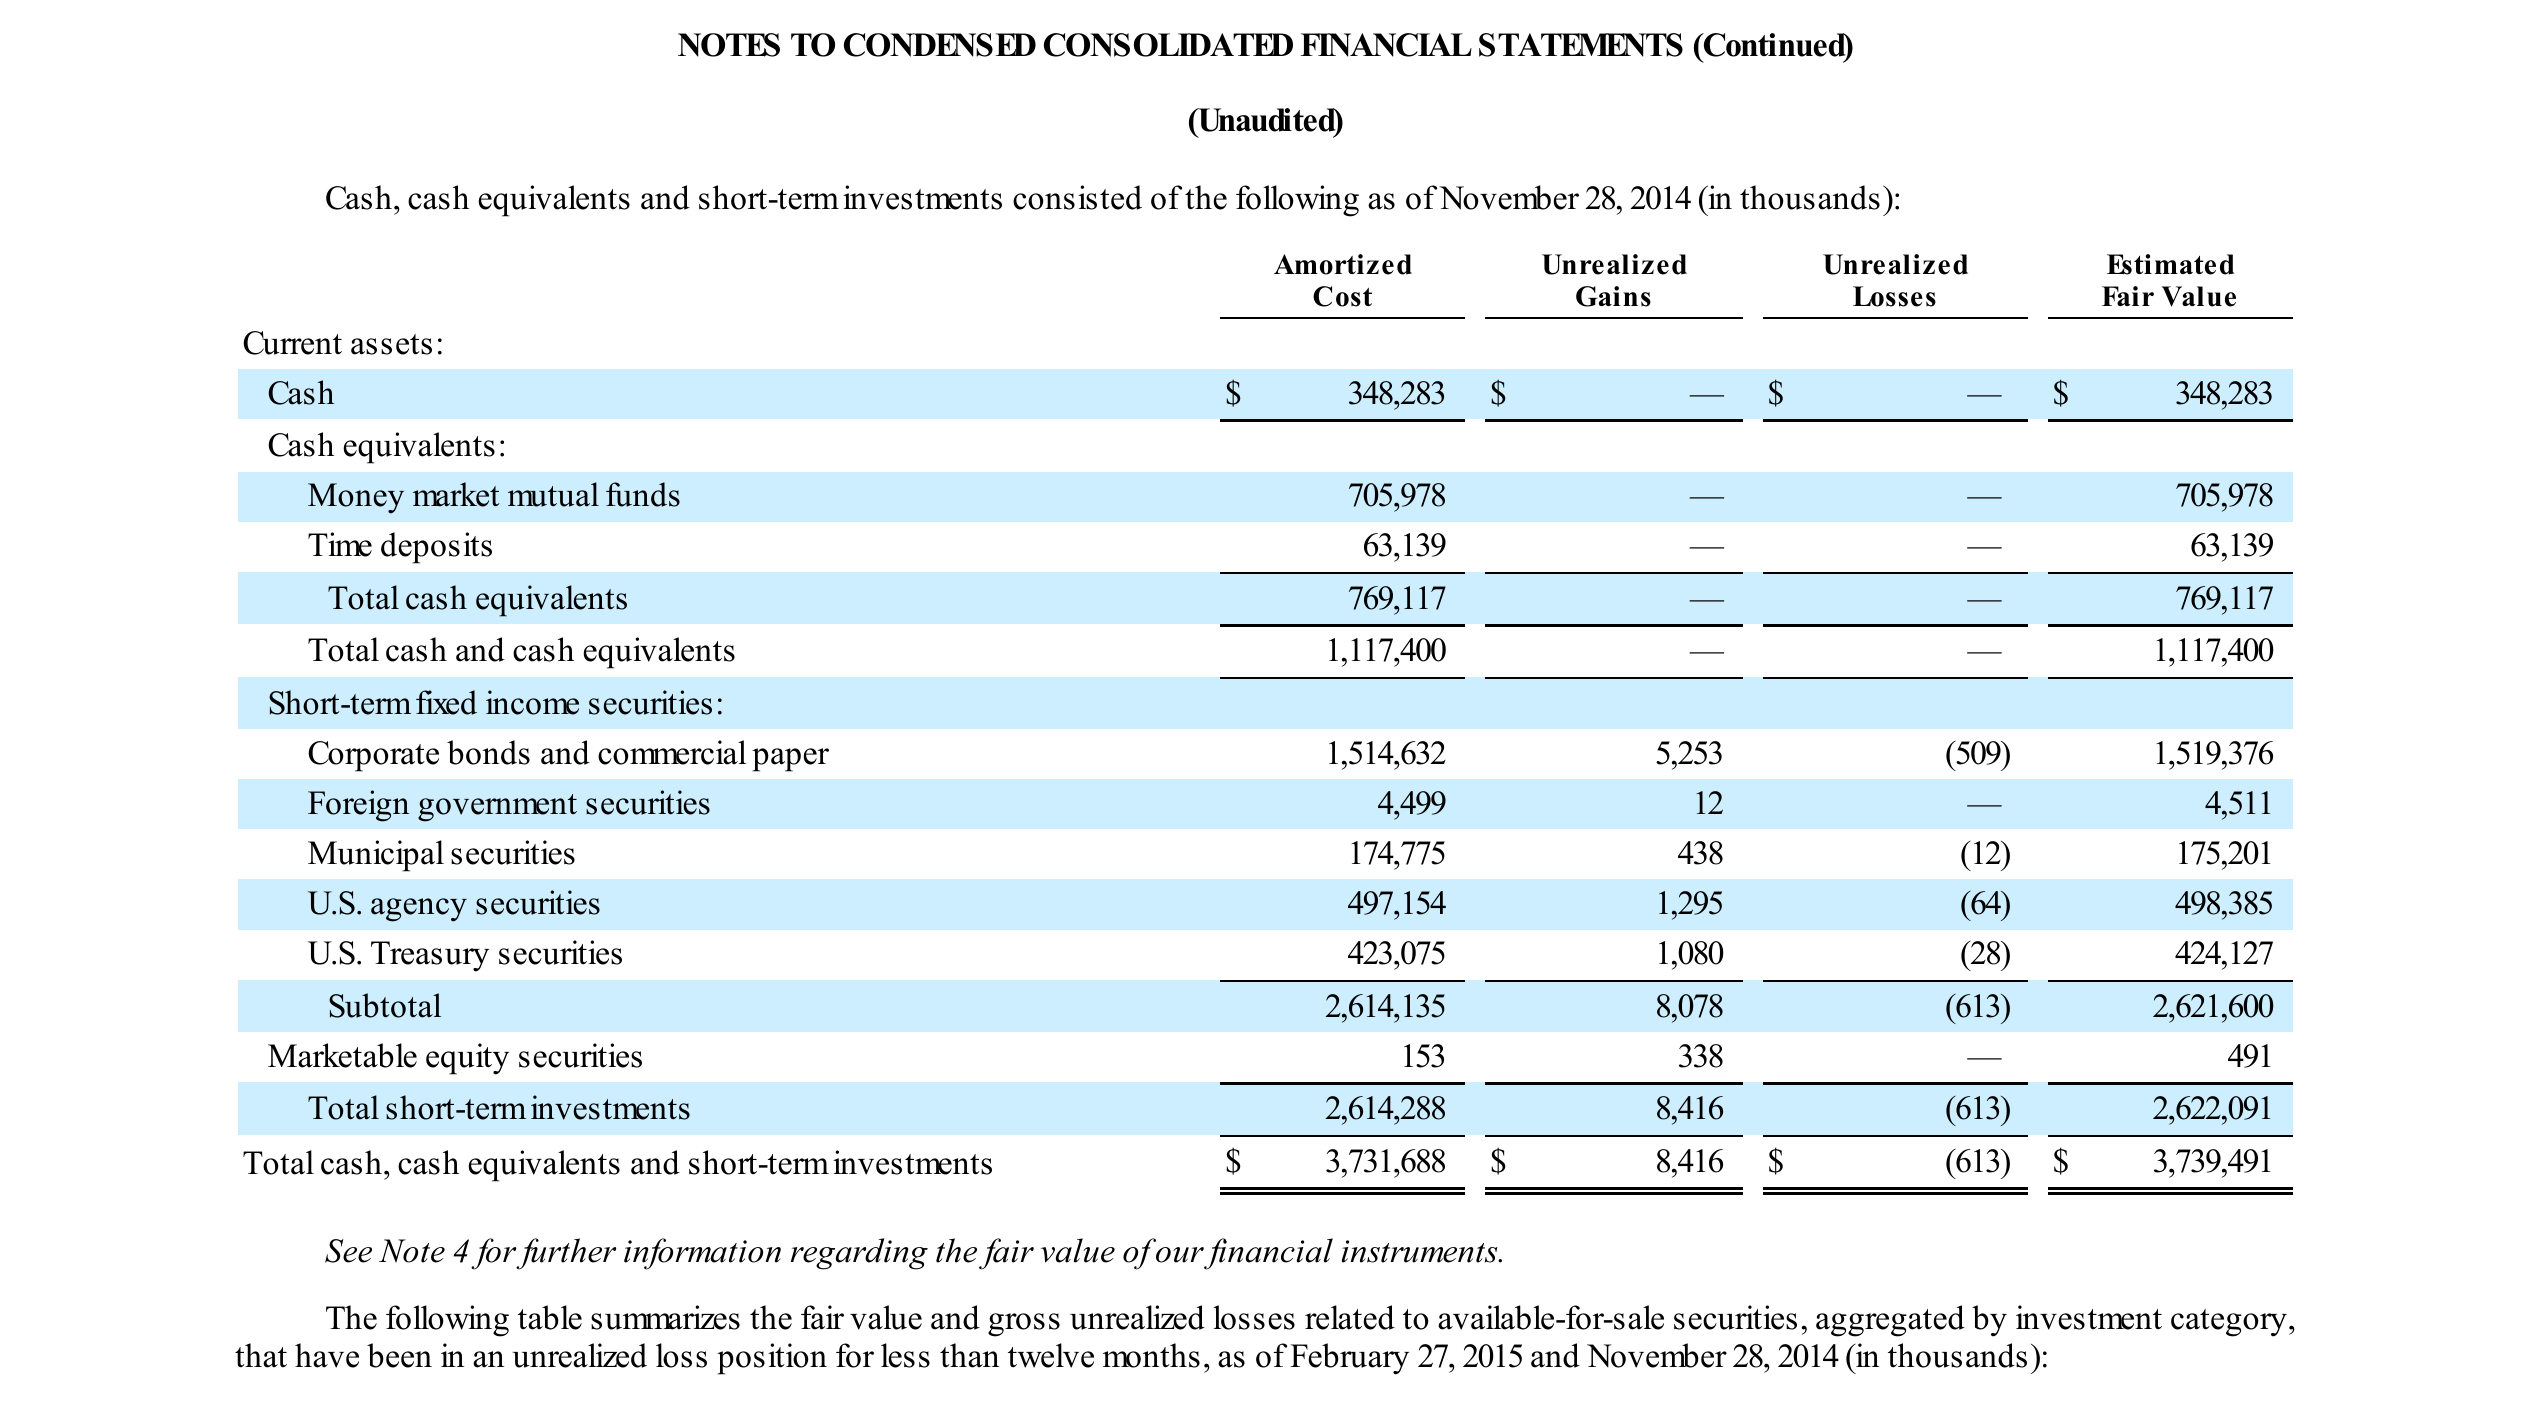 NOTES TO CONDENSED CONSOLIDATED FINANCIAL STATEMENTS (Continued)
(Unaudited)
Cash, cash equivalents and short-term investments consisted of the following as of November 28, 2014 (in thousands):
Amortized Cost Unrealized Gains Unrealized Losses Estimated Fair Value
Current assets:
Cash $ 348,283 $ — $ — $ 348,283
Cash equivalents:
Money market mutual funds 705,978 — — 705,978
Time deposits 63,139 — — 63,139
Total cash equivalents 769,117 — — 769,117
Total cash and cash equivalents 1,117,400 — — 1,117,400
Short-term fixed income securities:
Corporate bonds and commercial paper 1,514,632 5,253 (509) 1,519,376
Foreign government securities 4,499 12 — 4,511
Municipal securities 174,775 438 (12) 175,201
U.S. agency securities 497,154 1,295 (64) 498,385
U.S. Treasury securities 423,075 1,080 (28) 424,127
Subtotal 2,614,135 8,078 (613) 2,621,600
Marketable equity securities 153 338 — 491
Total short-term investments 2,614,288 8,416 (613) 2,622,091
Total cash, cash equivalents and short-term investments $ 3,731,688 $ 8,416 $ (613) $ 3,739,491
See Note 4 for further information regarding the fair value of our financial instruments.
The following table summarizes the fair value and gross unrealized losses related to available-for-sale securities, aggregated by investment category,
that have been in an unrealized loss position for less than twelve months, as of February 27, 2015 and November 28, 2014 (in thousands):